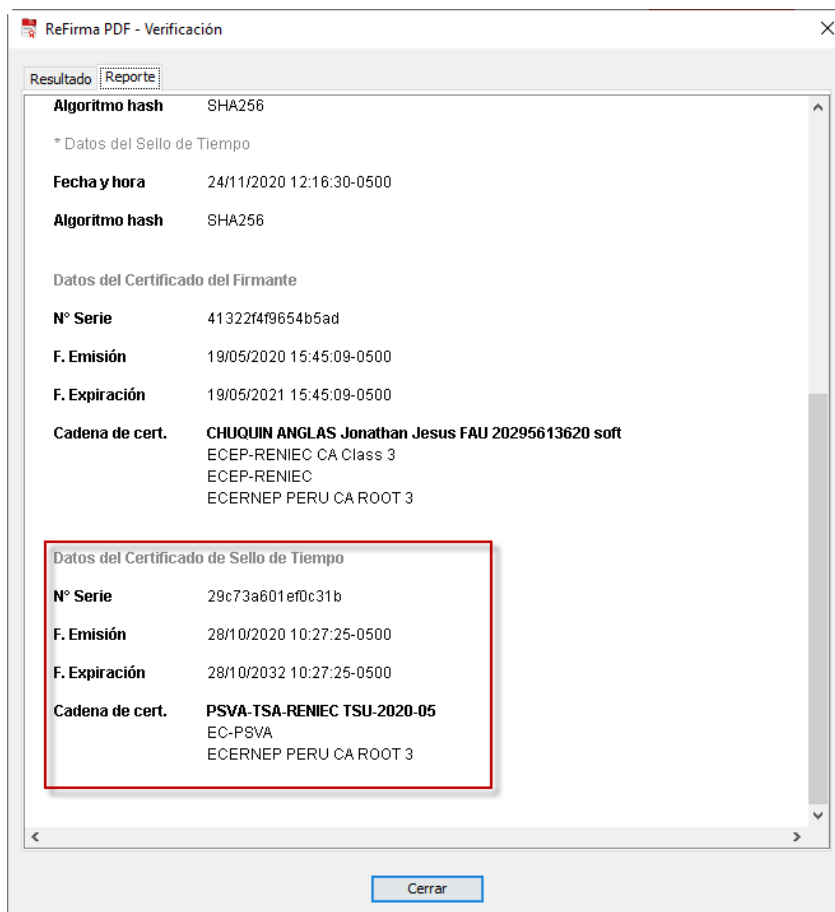 ReFirma PDF - Verificación
Resultado Reporte
Algoritmo hash SHA256
* Datos del Sello de Tiempo
Fecha y hora 24/11/2020 12:16:30-0500
Algoritmo hash SHA256
Datos del Certificado del Firmante
N° Serie 41322f4f9654b5ad
F. Emisión 19/05/2020 15:45:09-0500
F. Expiración 19/05/2021 15:45:09-0500
Cadena de cert. CHUQUIN ANGLAS Jonathan Jesus FAU 20295613620 soft
ECEP-RENIEC CA Class 3
ECEP-RENIEC
ECERNEP PERU CA ROOT 3
Datos del Certificado de Sello de Tiempo
N° Serie 29c73a601ef0c31b
F. Emisión 28/10/2020 10:27:25-0500
F. Expiración 28/10/2032 10:27:25-0500
Cadena de cert. PSVA-TSA-RENIEC TSU-2020-05
EC-PSVA
ECERNEP PERU CA ROOT 3
Cerrar